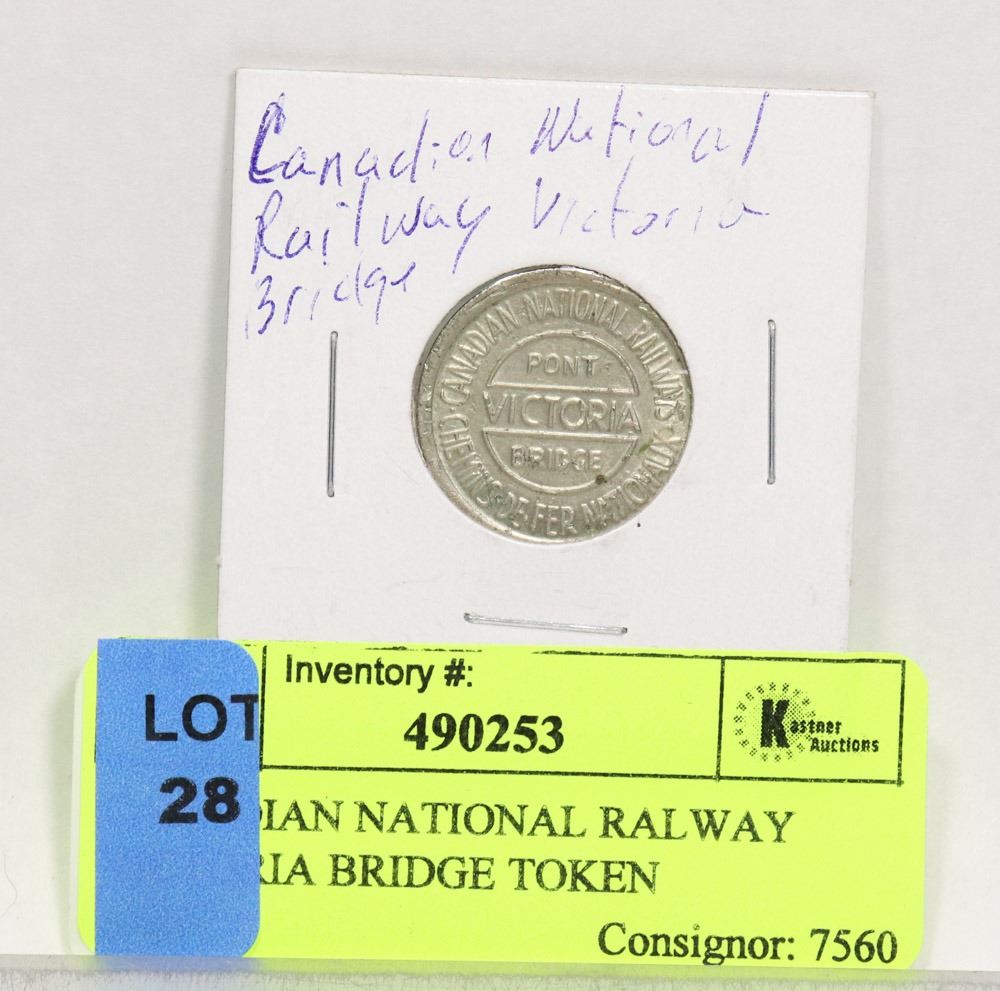 Canadian National
Railway Victoria
Bridge
CANADIAN·NATIONAL RAILWAYS
PONT
VICTORIA
BRIDGE
CHEMINS·DE FER NATIONAUX
LOT
28
Inventory #:
490253
Kastner
Auctions
DIAN NATIONAL RALWAY
RIA BRIDGE TOKEN
Consignor: 7560